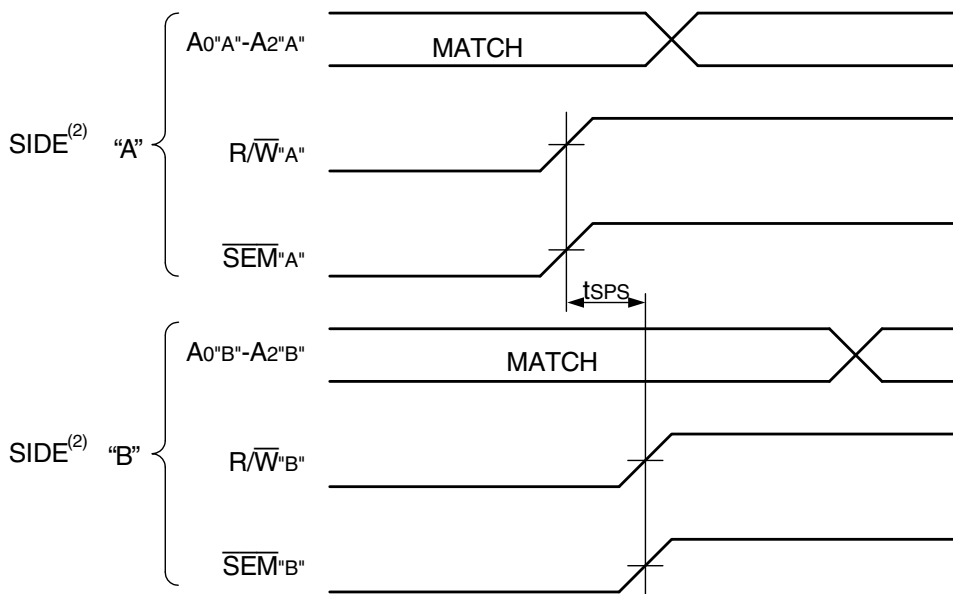 A0"A"-A2"A"
MATCH
SIDE(2) “A”
R/W"A"
SEM"A"
tSPS
A0"B"-A2"B"
MATCH
SIDE(2) “B”
R/W"B"
SEM"B"